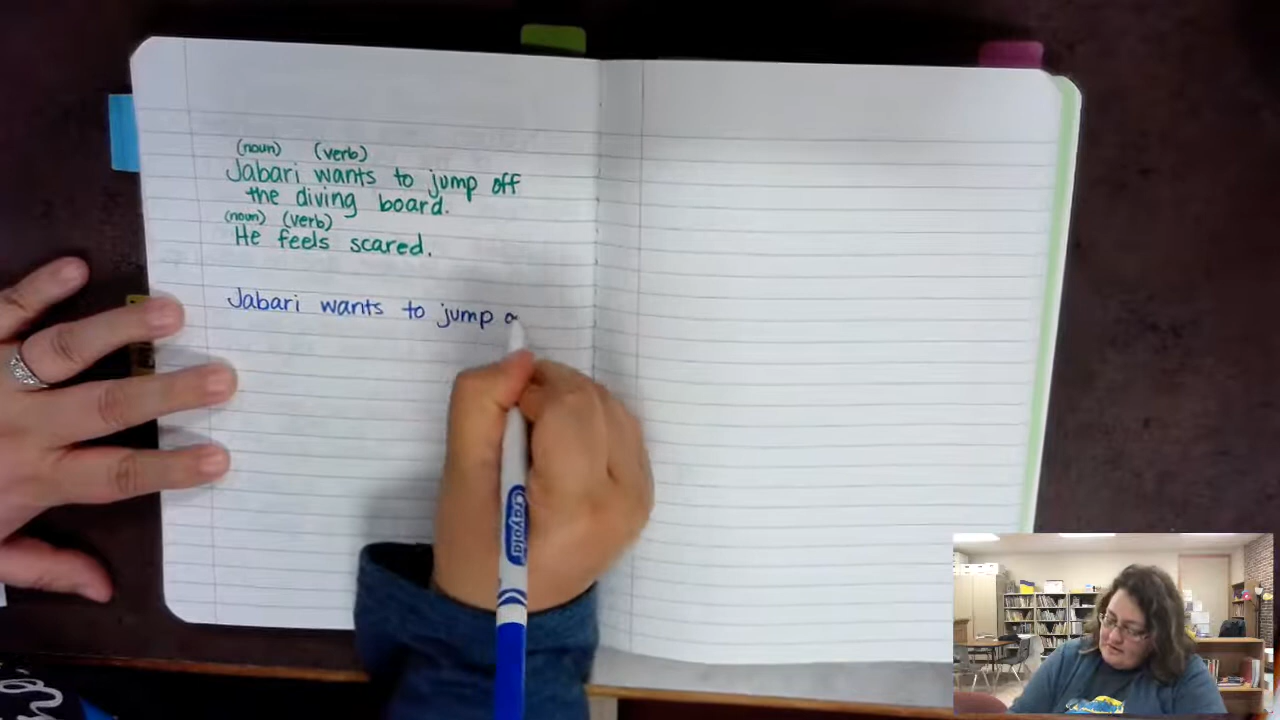 (noun) (verb)
Jabari wants to jump off
the diving board.
(noun) (verb)
He feels scared.
Jabari wants to jump o
Crayola